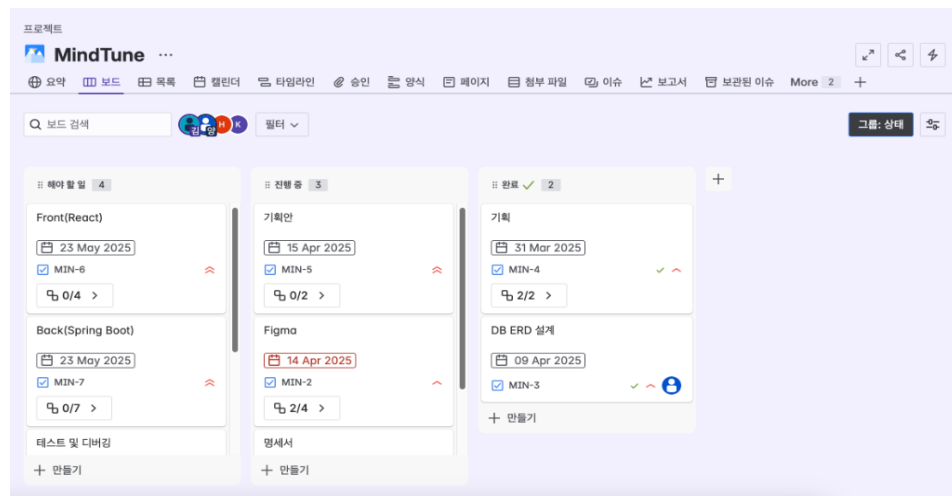 프로젝트
MindTune ...
요약 보드 목록 캘린더 타임라인 승인 양식 페이지 첨부 파일 이슈 보고서 보관된 이슈 More 2
보드 검색
김 양 H K
필터
그룹: 상태
해야 할 일 4
Front(React)
23 May 2025
MIN-6
0/4
Back(Spring Boot)
23 May 2025
MIN-7
0/7
테스트 및 디버깅
만들기
진행 중 3
기획안
15 Apr 2025
MIN-5
0/2
Figma
14 Apr 2025
MIN-2
2/4
명세서
만들기
완료 2
기획
31 Mar 2025
MIN-4
2/2
DB ERD 설계
09 Apr 2025
MIN-3
만들기